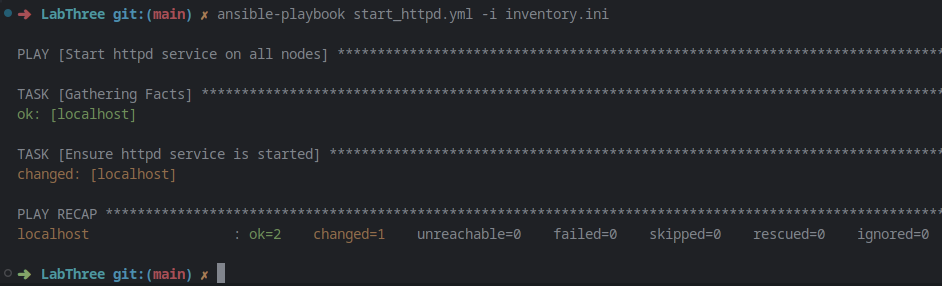 ➜ LabThree git:(main) ✗ ansible-playbook start_httpd.yml -i inventory.ini
PLAY [Start httpd service on all nodes] ****************************************************************************
TASK [Gathering Facts] *********************************************************************************************
ok: [localhost]
TASK [Ensure httpd service is started] *****************************************************************************
changed: [localhost]
PLAY RECAP *********************************************************************************************************
localhost : ok=2 changed=1 unreachable=0 failed=0 skipped=0 rescued=0 ignored=0
➜ LabThree git:(main) ✗